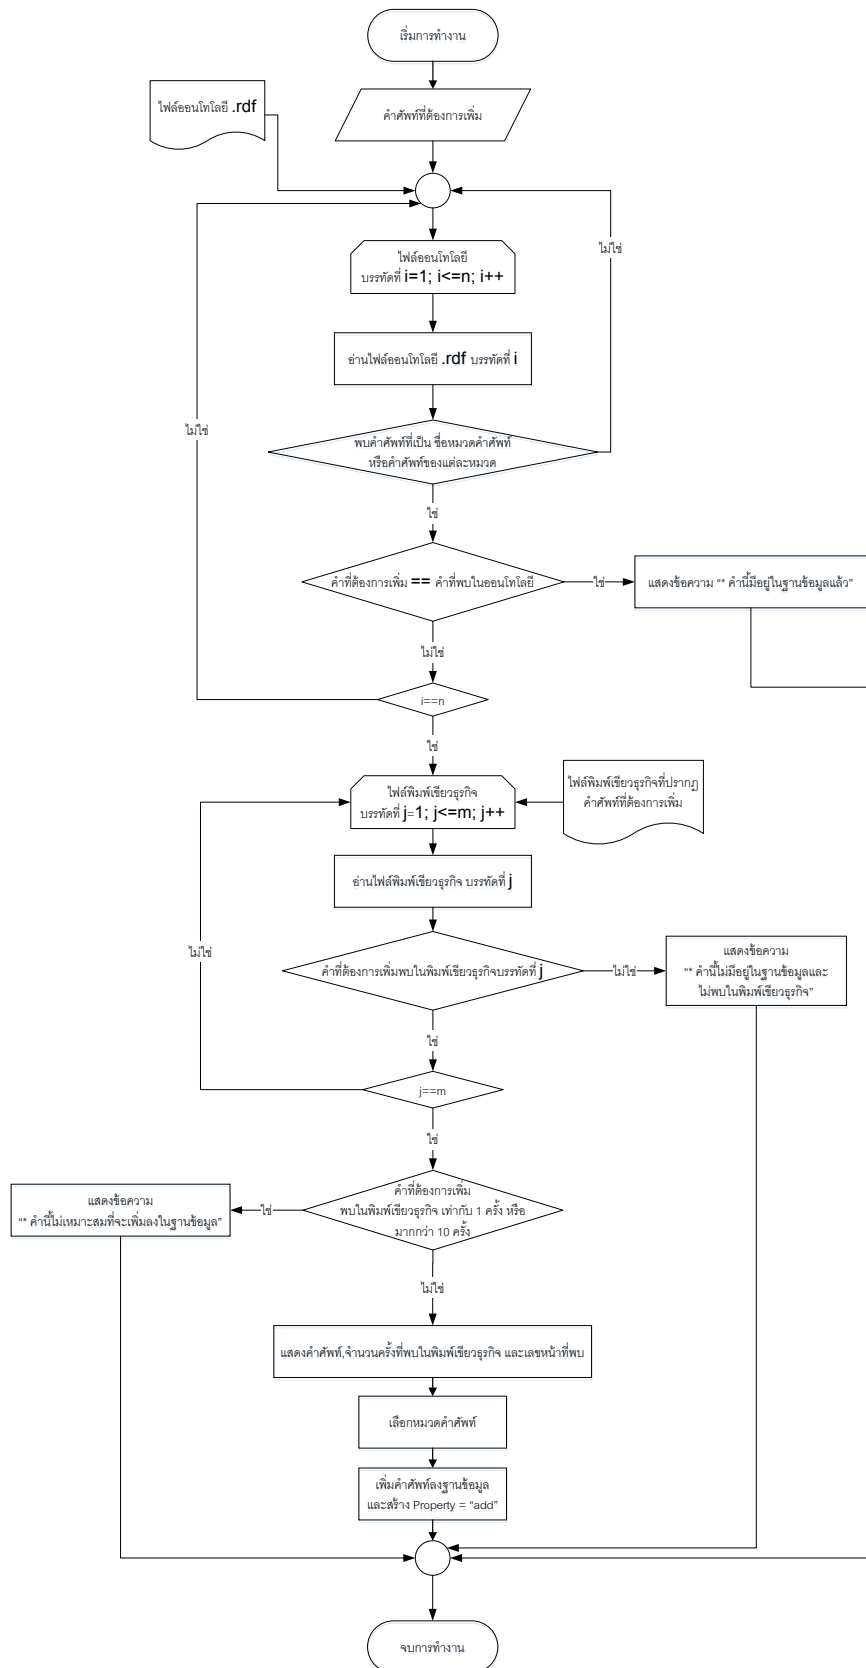 เริ่มการทำงาน
ไฟล์ออนโทโลยี .rdf
คำศัพท์ที่ต้องการเพิ่ม
ไฟล์ออนโทโลยี
บรรทัดที่ i=1; i<=n; i++
ไม่ใช่
อ่านไฟล์ออนโทโลยี .rdf บรรทัดที่ i
ไม่ใช่
พบคำศัพท์ที่เป็น ชื่อหมวดคำศัพท์
หรือคำศัพท์ของแต่ละหมวด
ใช่
คำที่ต้องการเพิ่ม == คำที่พบในออนโทโลยี
ใช่
แสดงข้อความ “* คำนี้มีอยู่ในฐานข้อมูลแล้ว”
ไม่ใช่
i==n
ใช่
ไฟล์พิมพ์เขียวธุรกิจ
บรรทัดที่ j=1; j<=m; j++
ไฟล์พิมพ์เขียวธุรกิจที่ปรากฏ
คำศัพท์ที่ต้องการเพิ่ม
อ่านไฟล์พิมพ์เขียวธุรกิจ บรรทัดที่ j
ไม่ใช่
คำที่ต้องการเพิ่มพบในพิมพ์เขียวธุรกิจบรรทัดที่ j
ไม่ใช่
แสดงข้อความ
“* คำนี้ไม่มีอยู่ในฐานข้อมูลและ
ไม่พบในพิมพ์เขียวธุรกิจ”
ใช่
j==m
ใช่
คำที่ต้องการเพิ่ม
พบในพิมพ์เขียวธุรกิจ เท่ากับ 1 ครั้ง หรือ
มากกว่า 10 ครั้ง
ใช่
แสดงข้อความ
“* คำนี้ไม่เหมาะสมที่จะเพิ่มลงในฐานข้อมูล”
ไม่ใช่
แสดงคำศัพท์,จำนวนครั้งที่พบในพิมพ์เขียวธุรกิจ และเลขหน้าที่พบ
เลือกหมวดคำศัพท์
เพิ่มคำศัพท์ลงฐานข้อมูล
และสร้าง Property = “add”
จบการทำงาน